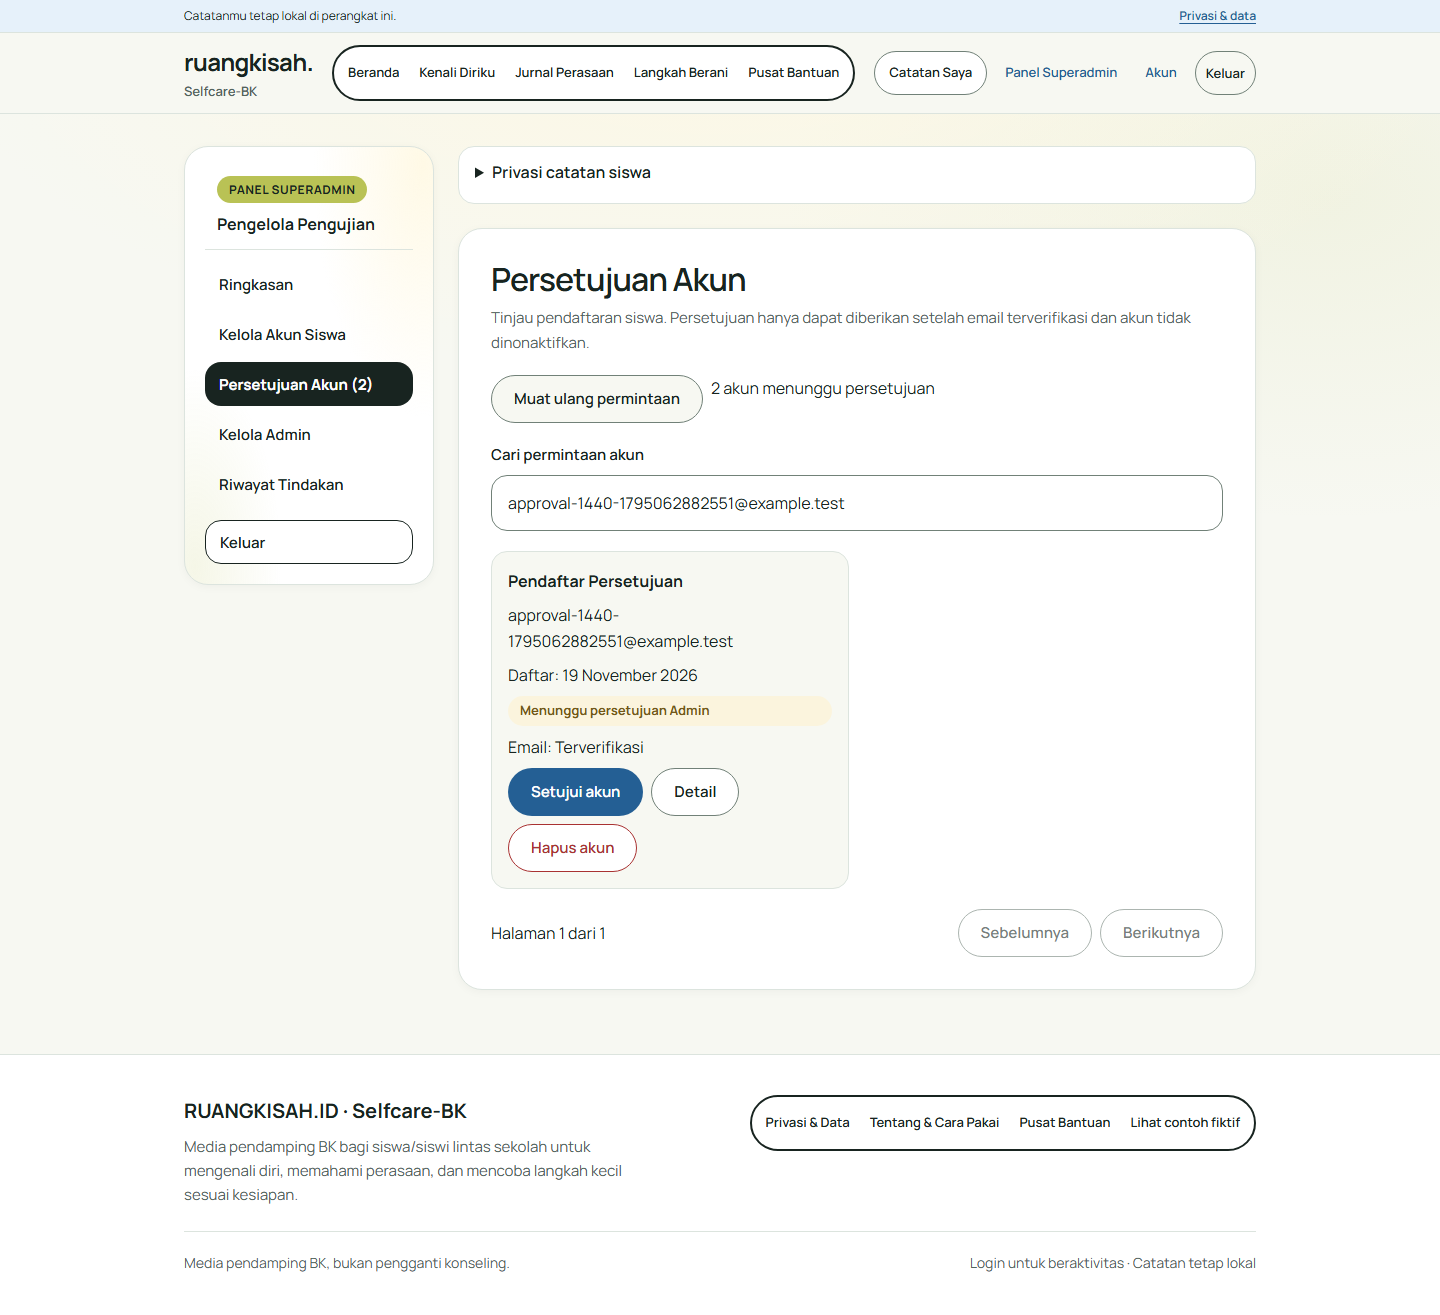 Catatanmu tetap lokal di perangkat ini.
Privasi & data
ruangkisah.
Selfcare-BK
Beranda
Kenali Diriku
Jurnal Perasaan
Langkah Berani
Pusat Bantuan
Catatan Saya
Panel Superadmin
Akun
Keluar
PANEL SUPERADMIN
Pengelola Pengujian
Ringkasan
Kelola Akun Siswa
Persetujuan Akun (2)
Kelola Admin
Riwayat Tindakan
Keluar
Privasi catatan siswa
Persetujuan Akun
Tinjau pendaftaran siswa. Persetujuan hanya dapat diberikan setelah email terverifikasi dan akun tidak
dinonaktifkan.
Muat ulang permintaan
2 akun menunggu persetujuan
Cari permintaan akun
approval-1440-1795062882551@example.test
Pendaftar Persetujuan
approval-1440-
1795062882551@example.test
Daftar: 19 November 2026
Menunggu persetujuan Admin
Email: Terverifikasi
Setujui akun
Detail
Hapus akun
Halaman 1 dari 1
Sebelumnya
Berikutnya
RUANGKISAH.ID · Selfcare-BK
Media pendamping BK bagi siswa/siswi lintas sekolah untuk
mengenali diri, memahami perasaan, dan mencoba langkah kecil
sesuai kesiapan.
Privasi & Data
Tentang & Cara Pakai
Pusat Bantuan
Lihat contoh fiktif
Media pendamping BK, bukan pengganti konseling.
Login untuk beraktivitas · Catatan tetap lokal